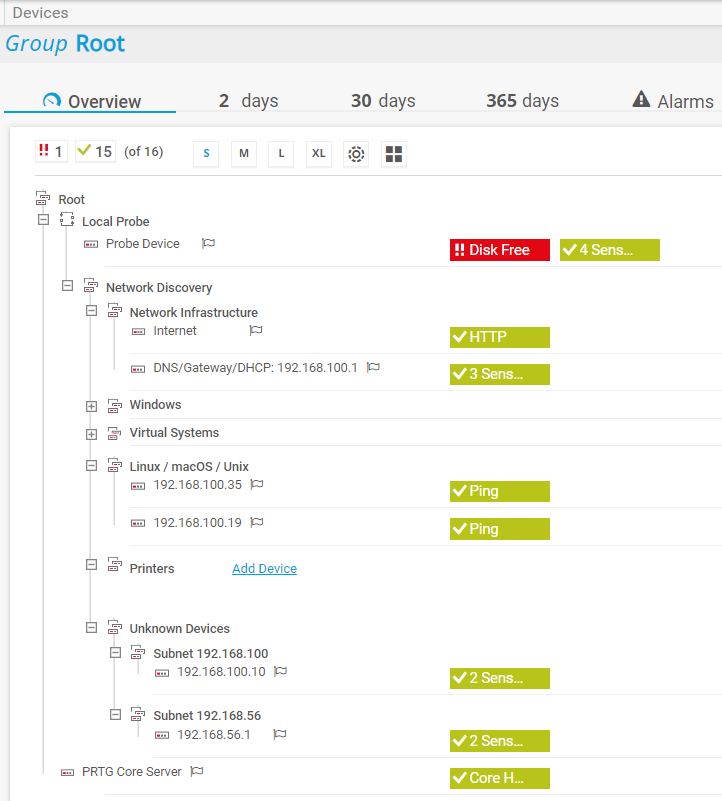 Devices
Group Root
Overview 2 days 30 days 365 days Alarms
1 15 (of 16) S M L XL
Root
Local Probe
Probe Device Disk Free 4 Sens...
Network Discovery
Network Infrastructure
Internet HTTP
DNS/Gateway/DHCP: 192.168.100.1 3 Sens...
Windows
Virtual Systems
Linux / macOS / Unix
192.168.100.35 Ping
192.168.100.19 Ping
Printers Add Device
Unknown Devices
Subnet 192.168.100
192.168.100.10 2 Sens...
Subnet 192.168.56
192.168.56.1 2 Sens...
PRTG Core Server Core H...